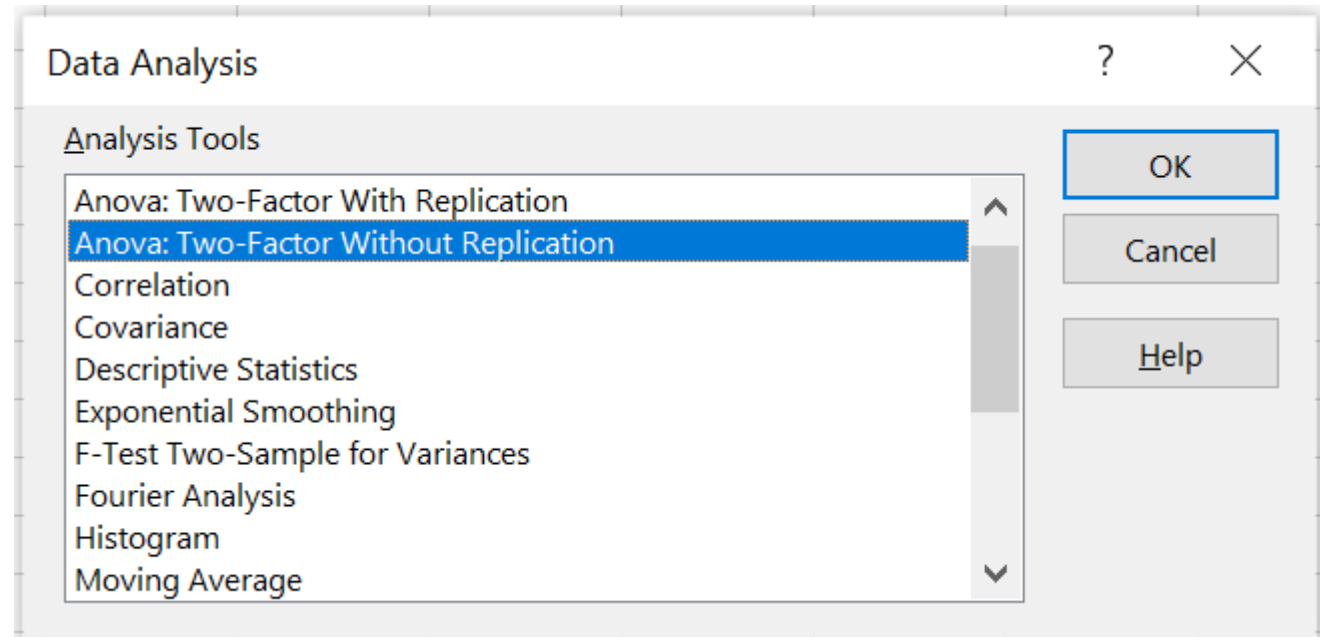 Data Analysis ?
Analysis Tools
Anova: Two-Factor With Replication
Anova: Two-Factor Without Replication
Correlation
Covariance
Descriptive Statistics
Exponential Smoothing
F-Test Two-Sample for Variances
Fourier Analysis
Histogram
Moving Average
OK
Cancel
Help